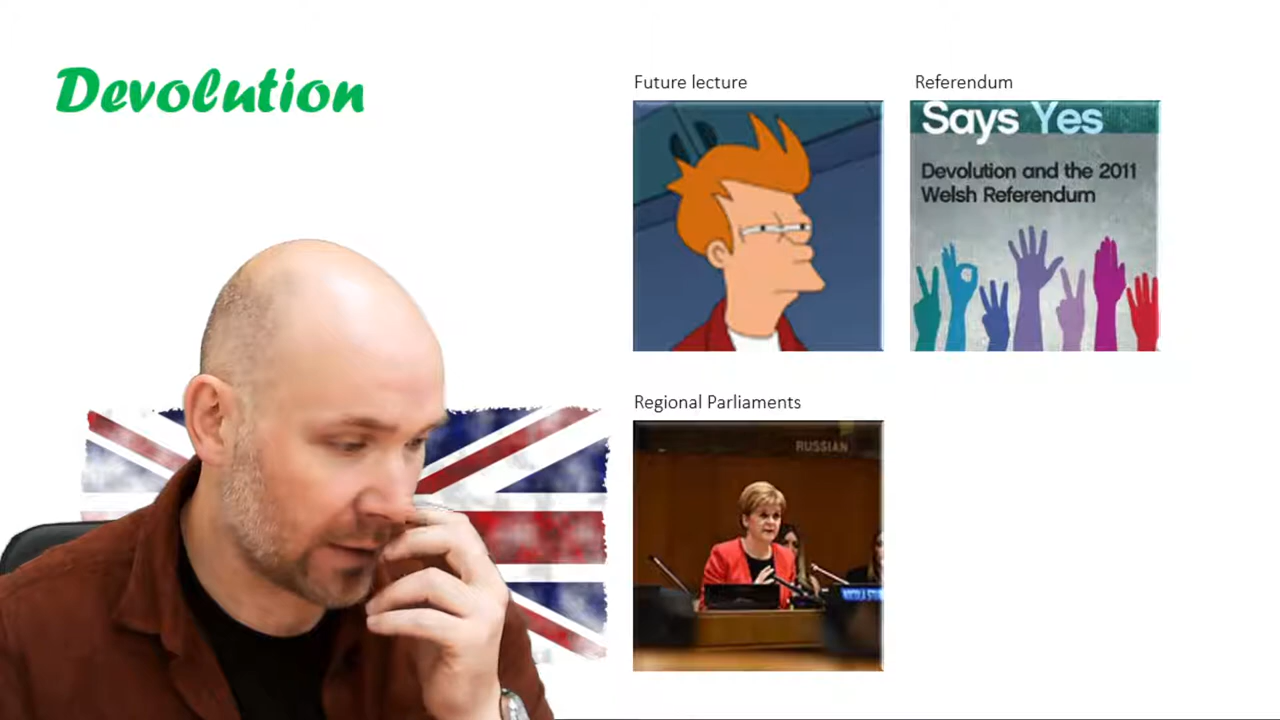 Devolution
Future lecture
Referendum
Says Yes
Devolution and the 2011
Welsh Referendum
Regional Parliaments
RUSSIAN